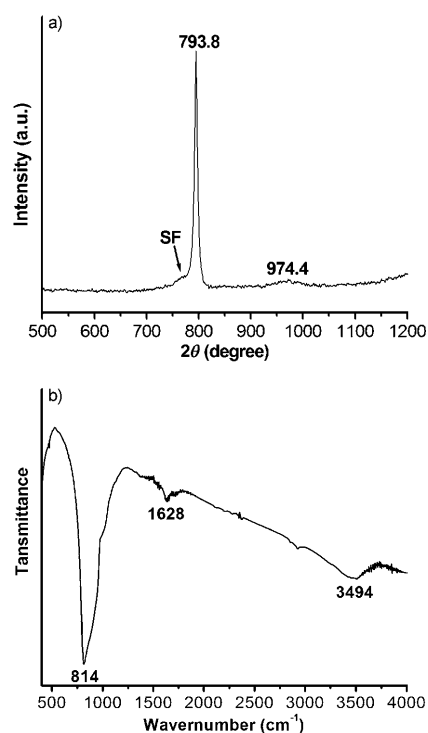 a)
793.8
SF
974.4
Intensity (a.u.)
500 600 700 800 900 1000 1100 1200
2θ (degree)
b)
1628
3494
814
Tansmittance
500 1000 1500 2000 2500 3000 3500 4000
Wavernumber (cm⁻¹)